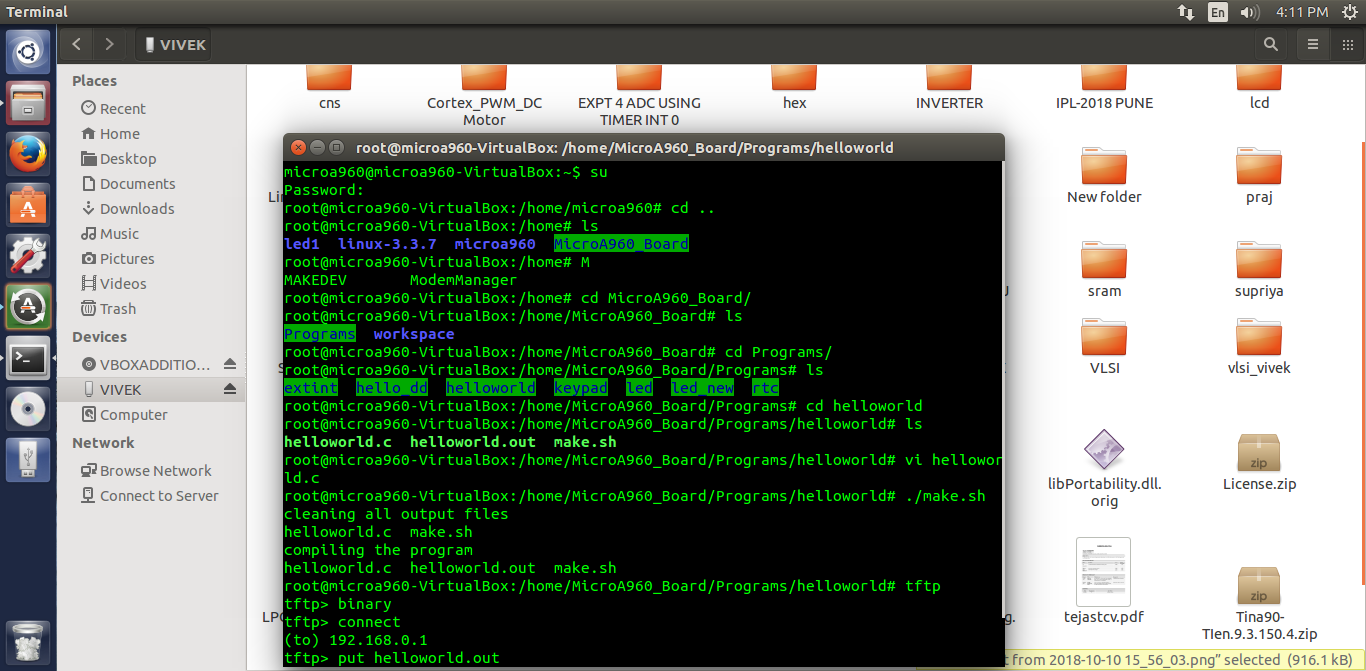 Terminal
En
4:11 PM
VIVEK
Places
Recent
Home
Desktop
Documents
Downloads
Music
Pictures
Videos
Trash
Devices
VBOXADDITIO...
VIVEK
Computer
Network
Browse Network
Connect to Server
cns
Cortex_PWM_DC
Motor
EXPT 4 ADC USING
TIMER INT 0
hex
INVERTER
IPL-2018 PUNE
lcd
New folder
praj
sram
supriya
VLSI
vlsi_vivek
libPortability.dll.
orig
zip
License.zip
tejastcv.pdf
zip
Tina90-
TIen.9.3.150.4.zip
root@microa960-VirtualBox: /home/MicroA960_Board/Programs/helloworld
microa960@microa960-VirtualBox:~$ su
Password:
root@microa960-VirtualBox:/home/microa960# cd ..
root@microa960-VirtualBox:/home# ls
led1 linux-3.3.7 microa960 MicroA960_Board
root@microa960-VirtualBox:/home# M
MAKEDEV ModemManager
root@microa960-VirtualBox:/home# cd MicroA960_Board/
root@microa960-VirtualBox:/home/MicroA960_Board# ls
Programs workspace
root@microa960-VirtualBox:/home/MicroA960_Board# cd Programs/
root@microa960-VirtualBox:/home/MicroA960_Board/Programs# ls
extint hello_dd helloworld keypad led led_new rtc
root@microa960-VirtualBox:/home/MicroA960_Board/Programs# cd helloworld
root@microa960-VirtualBox:/home/MicroA960_Board/Programs/helloworld# ls
helloworld.c helloworld.out make.sh
root@microa960-VirtualBox:/home/MicroA960_Board/Programs/helloworld# vi hellowor
ld.c
root@microa960-VirtualBox:/home/MicroA960_Board/Programs/helloworld# ./make.sh
cleaning all output files
helloworld.c make.sh
compiling the program
helloworld.c helloworld.out make.sh
root@microa960-VirtualBox:/home/MicroA960_Board/Programs/helloworld# tftp
tftp> binary
tftp> connect
(to) 192.168.0.1
tftp> put helloworld.out
from 2018-10-10 15_56_03.png” selected (916.1 kB)